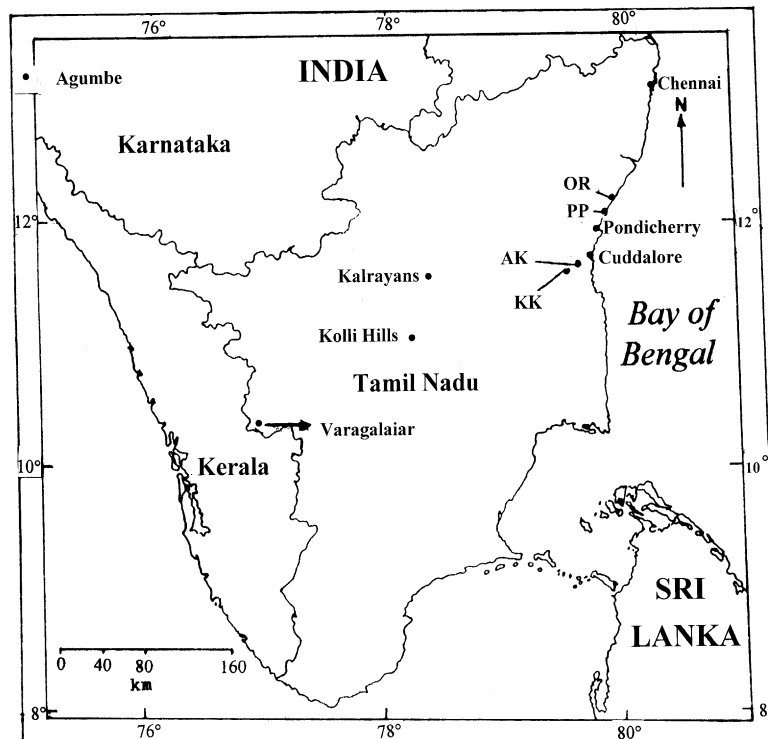 76°
78°
80°
INDIA
Agumbe
Chennai
N
Karnataka
OR
PP
12°
12°
Pondicherry
AK
Cuddalore
Kalrayans
KK
Bay of
Bengal
Kolli Hills
Tamil Nadu
Varagalaiar
Kerala
10°
10°
SRI
LANKA
0 40 80 160
km
8°
8°
76°
78°
80°